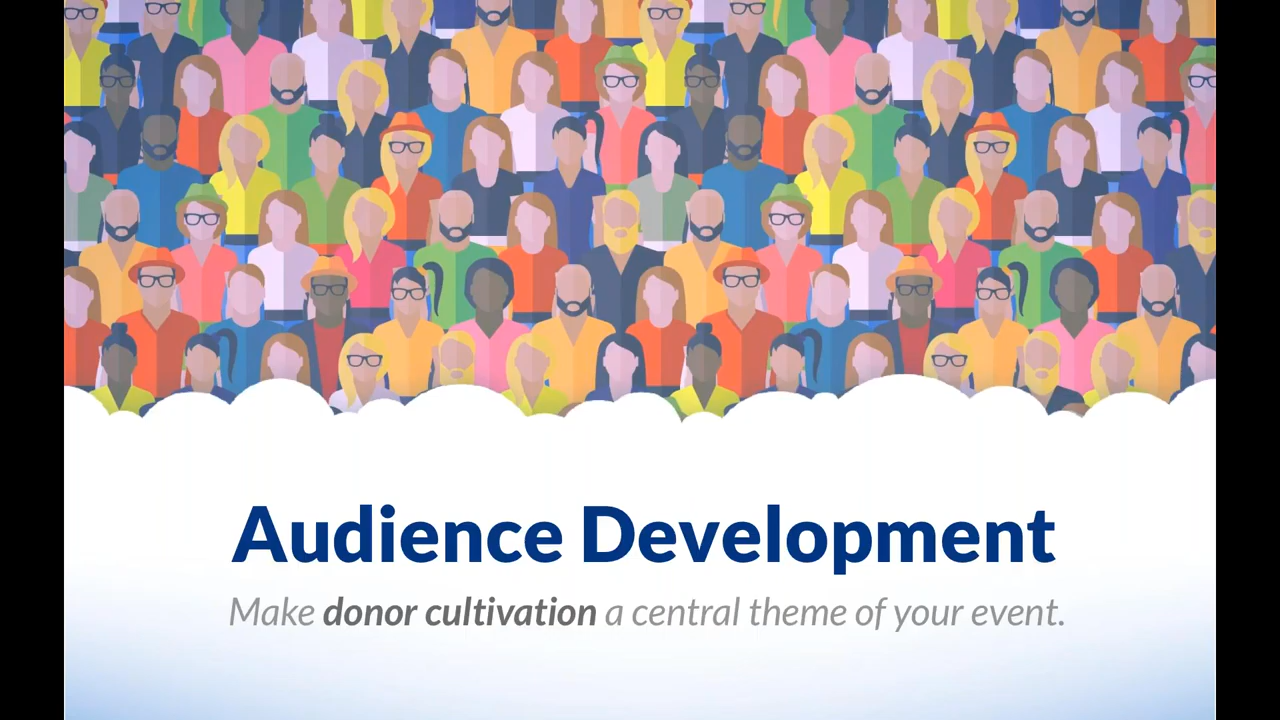 Audience Development
Make donor cultivation a central theme of your event.